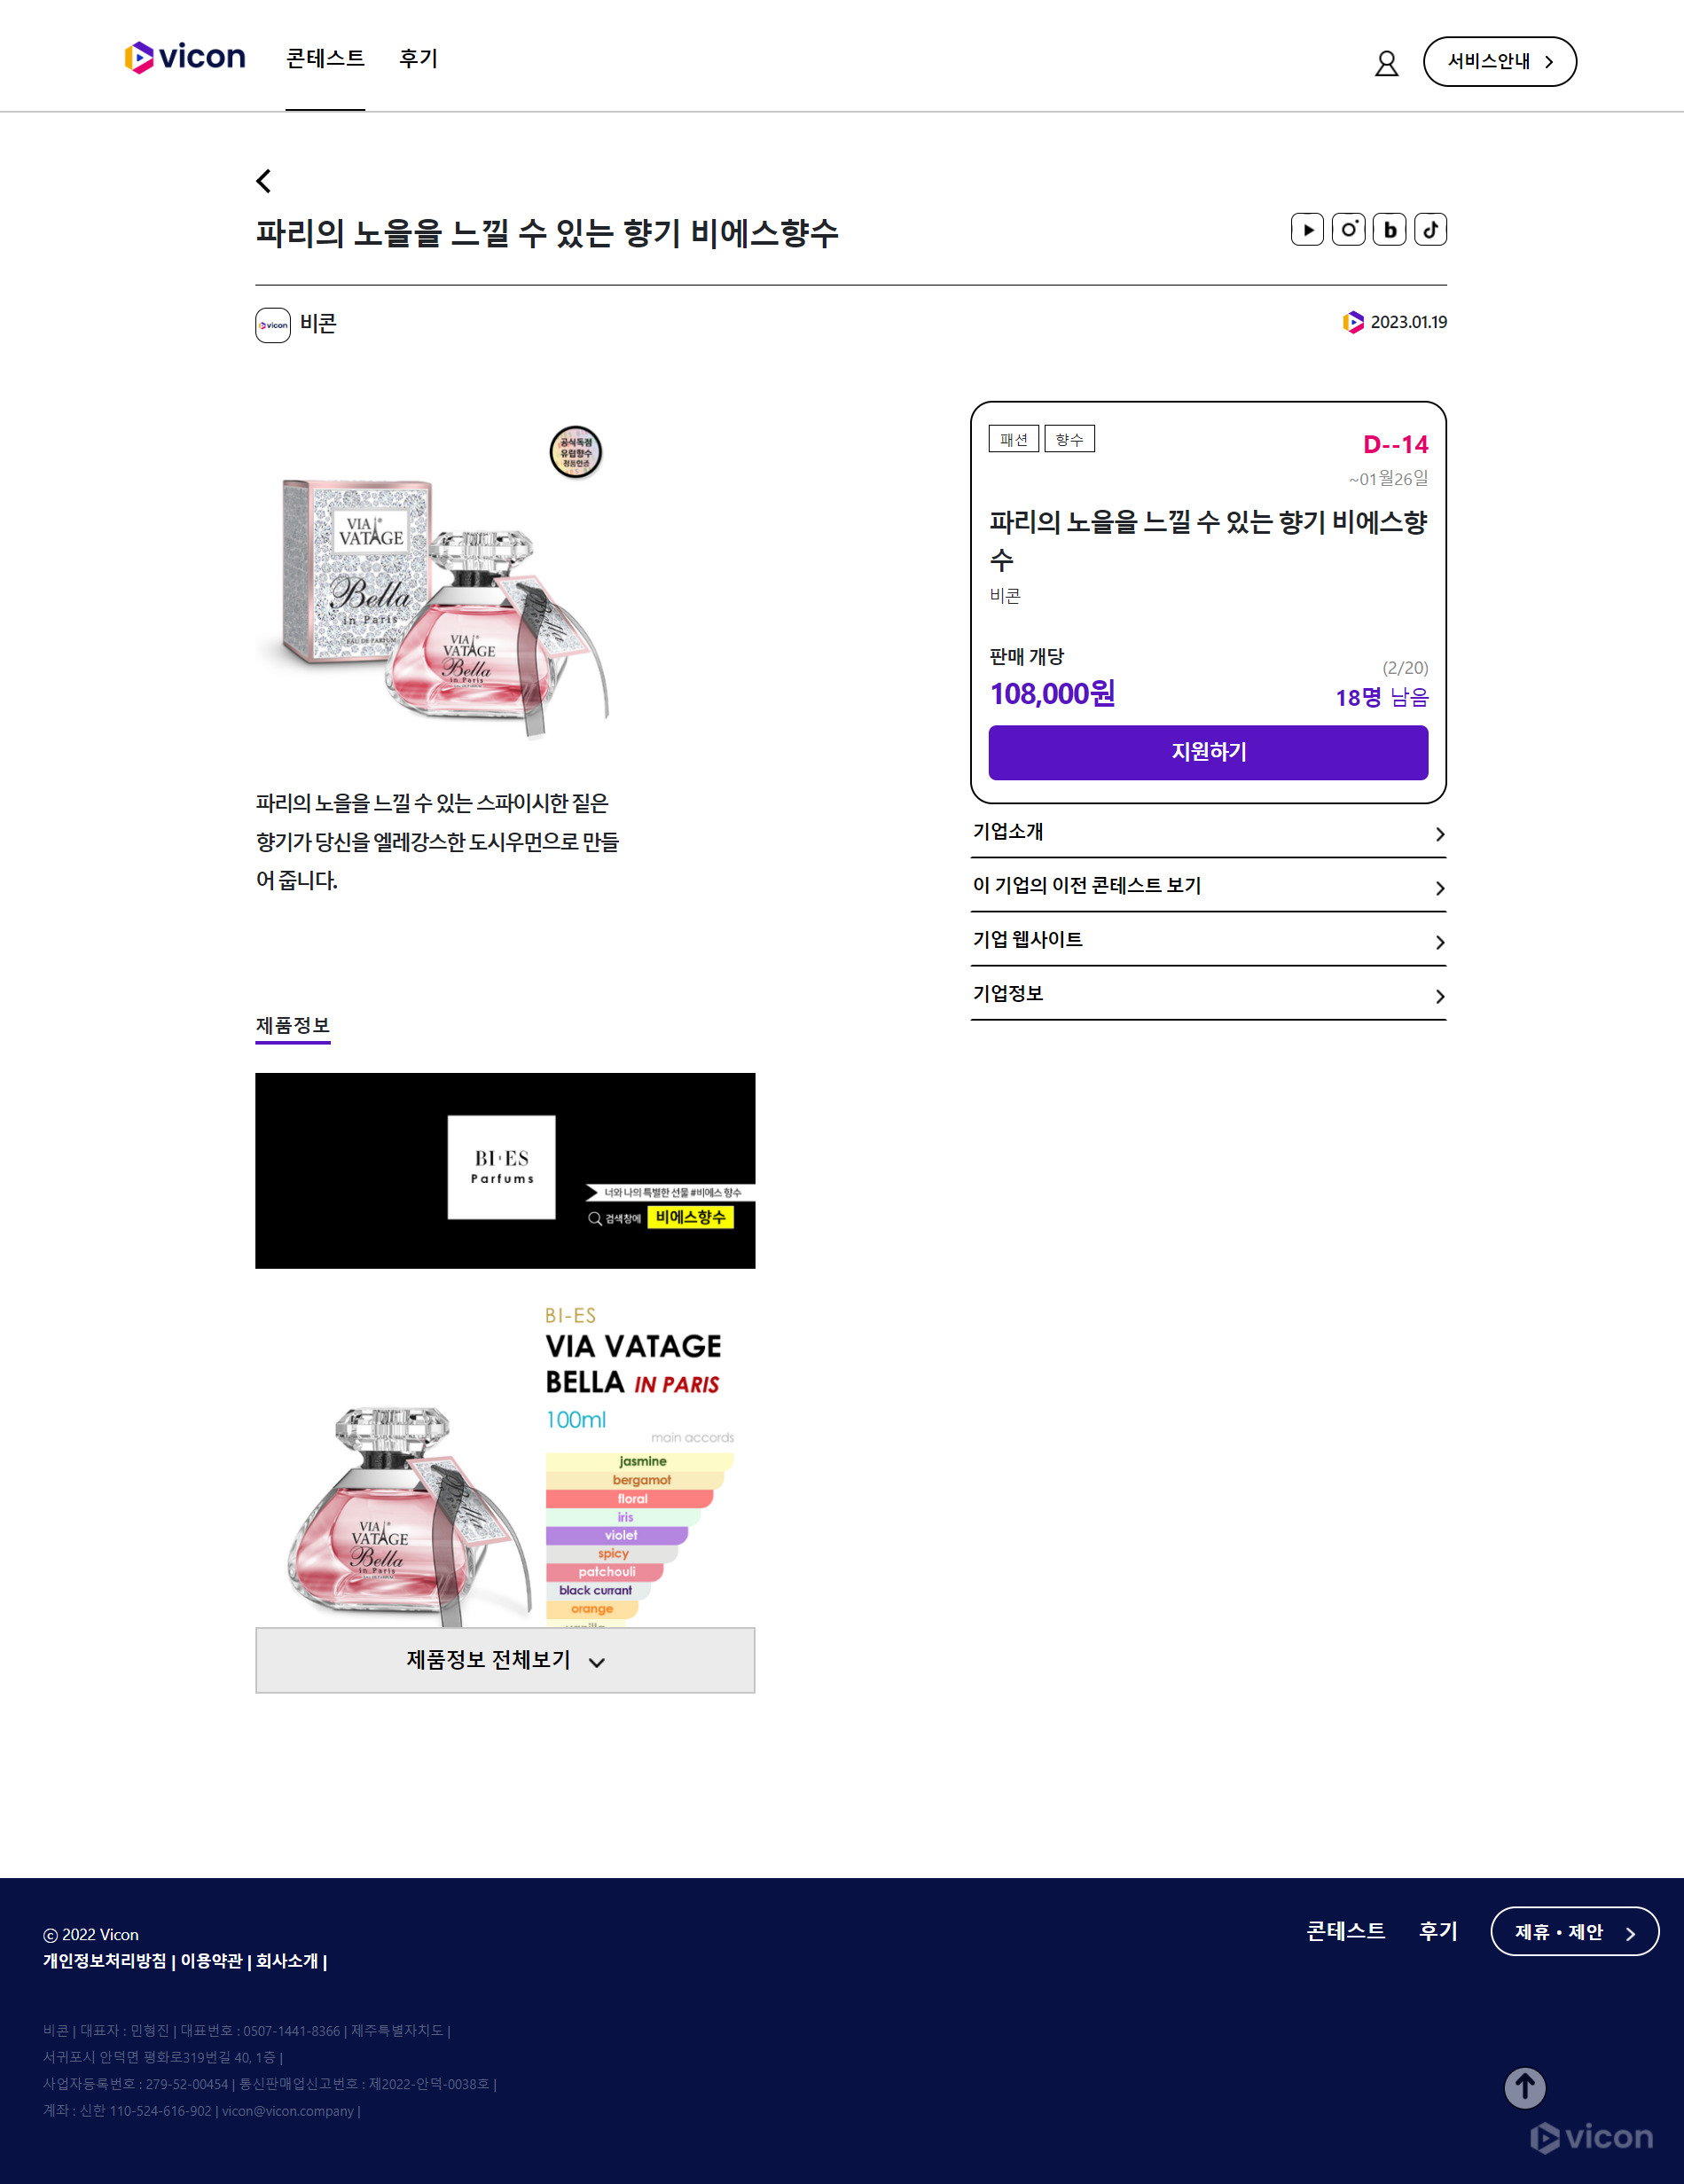 vicon
콘테스트
후기
서비스안내
파리의 노을을 느낄 수 있는 향기 비에스향수
vicon
비콘
2023.01.19
공식독점
유럽향수
정품인증
VIA VATAGE
Bella
in Paris
EAU DE PARFUM
VIA VATAGE
Bella
in Paris
파리의 노을을 느낄 수 있는 스파이시한 짙은
향기가 당신을 엘레강스한 도시우먼으로 만들
어 줍니다.
패션
향수
D--14
~01월26일
파리의 노을을 느낄 수 있는 향기 비에스향
수
비콘
판매 개당
(2/20)
108,000원
18명 남음
지원하기
기업소개
이 기업의 이전 콘테스트 보기
기업 웹사이트
기업정보
제품정보
BI·ES
Parfums
너와 나의 특별한 선물 #비에스 향수
검색창에 비에스향수
BI-ES
VIA VATAGE
BELLA IN PARIS
100ml
main accords
jasmine
bergamot
floral
iris
violet
spicy
patchouli
black currant
orange
vanilla
VIA VATAGE
Bella
in Paris
제품정보 전체보기
ⓒ 2022 Vicon
개인정보처리방침 | 이용약관 | 회사소개 |
콘테스트
후기
제휴 • 제안
비콘 | 대표자 : 민형진 | 대표번호 : 0507-1441-8366 | 제주특별자치도 |
서귀포시 안덕면 평화로319번길 40, 1층 |
사업자등록번호 : 279-52-00454 | 통신판매업신고번호 : 제2022-안덕-0038호 |
계좌 : 신한 110-524-616-902 | vicon@vicon.company |
vicon